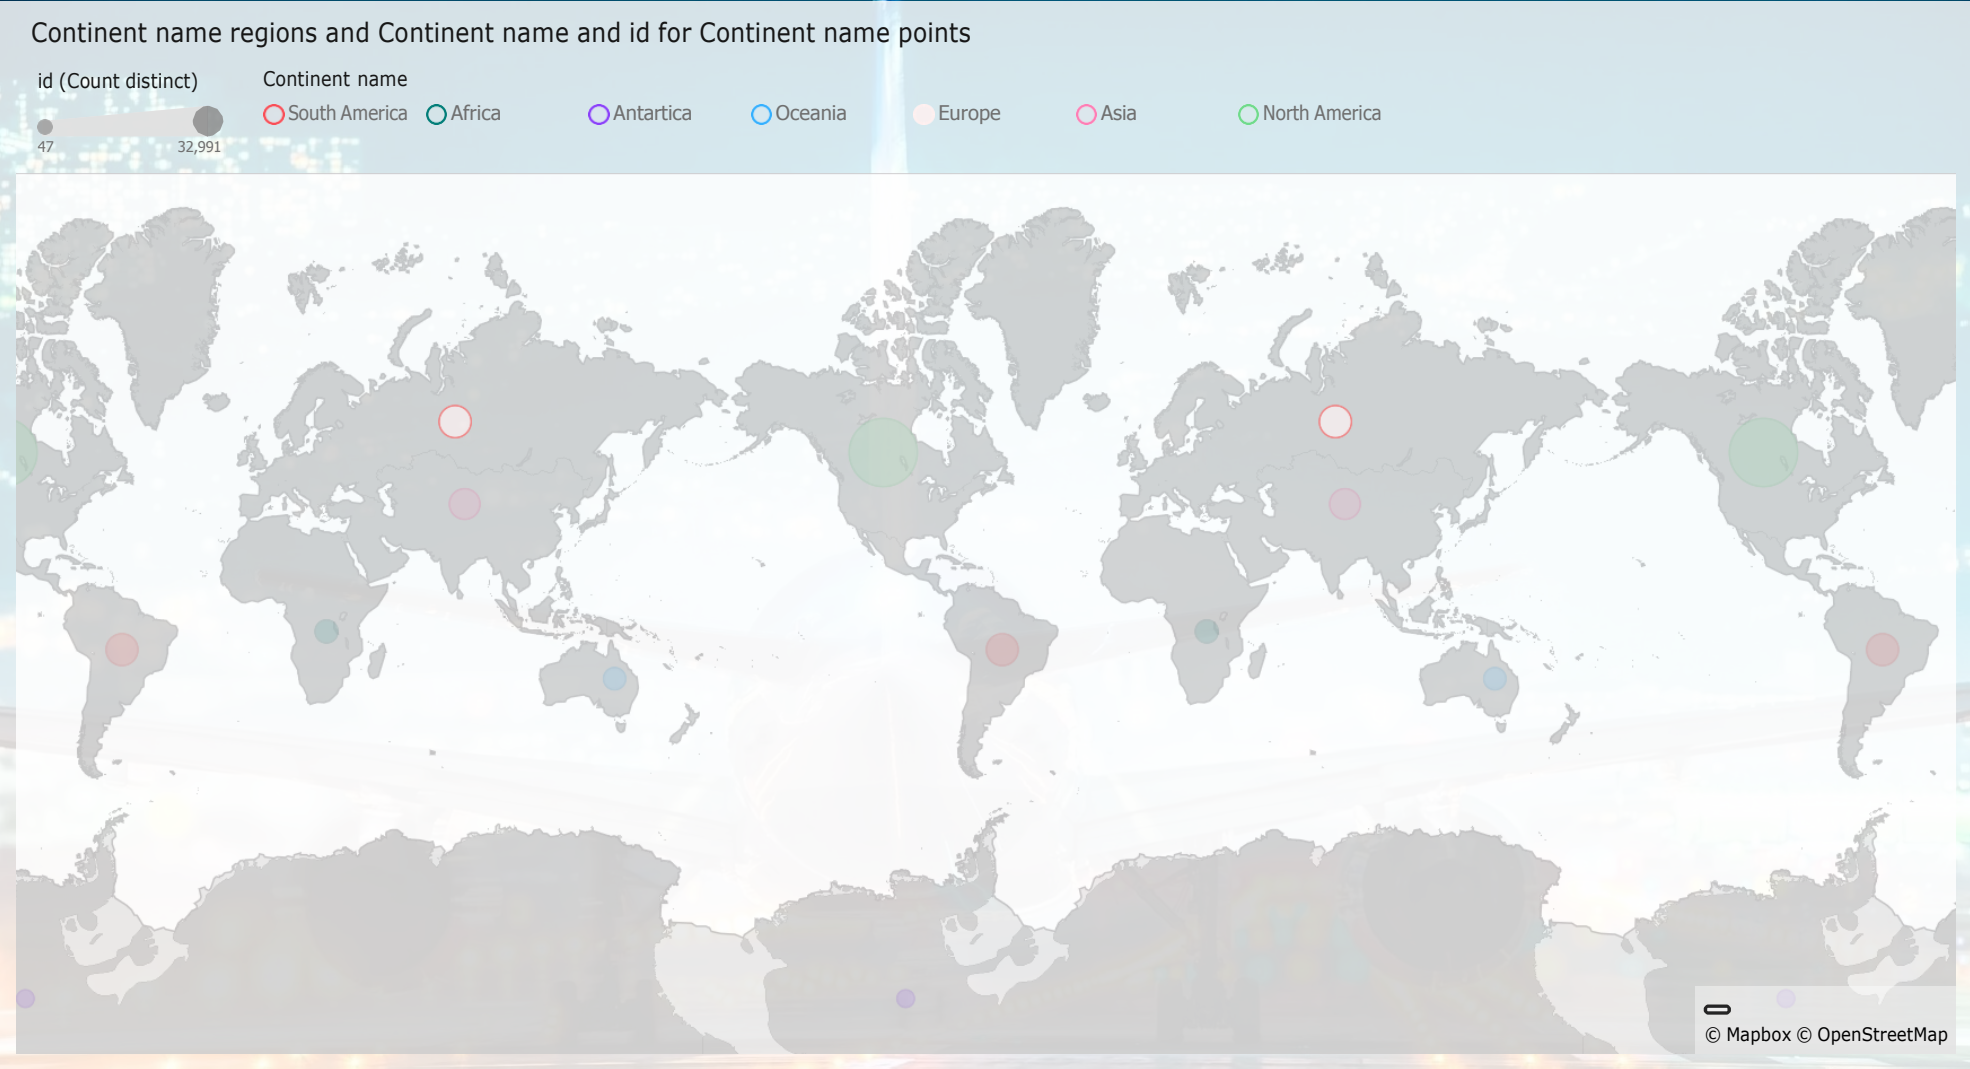 Continent name regions and Continent name and id for Continent name points
id (Count distinct)
47
32,991
Continent name
South America
Africa
Antartica
Oceania
Europe
Asia
North America
© Mapbox © OpenStreetMap